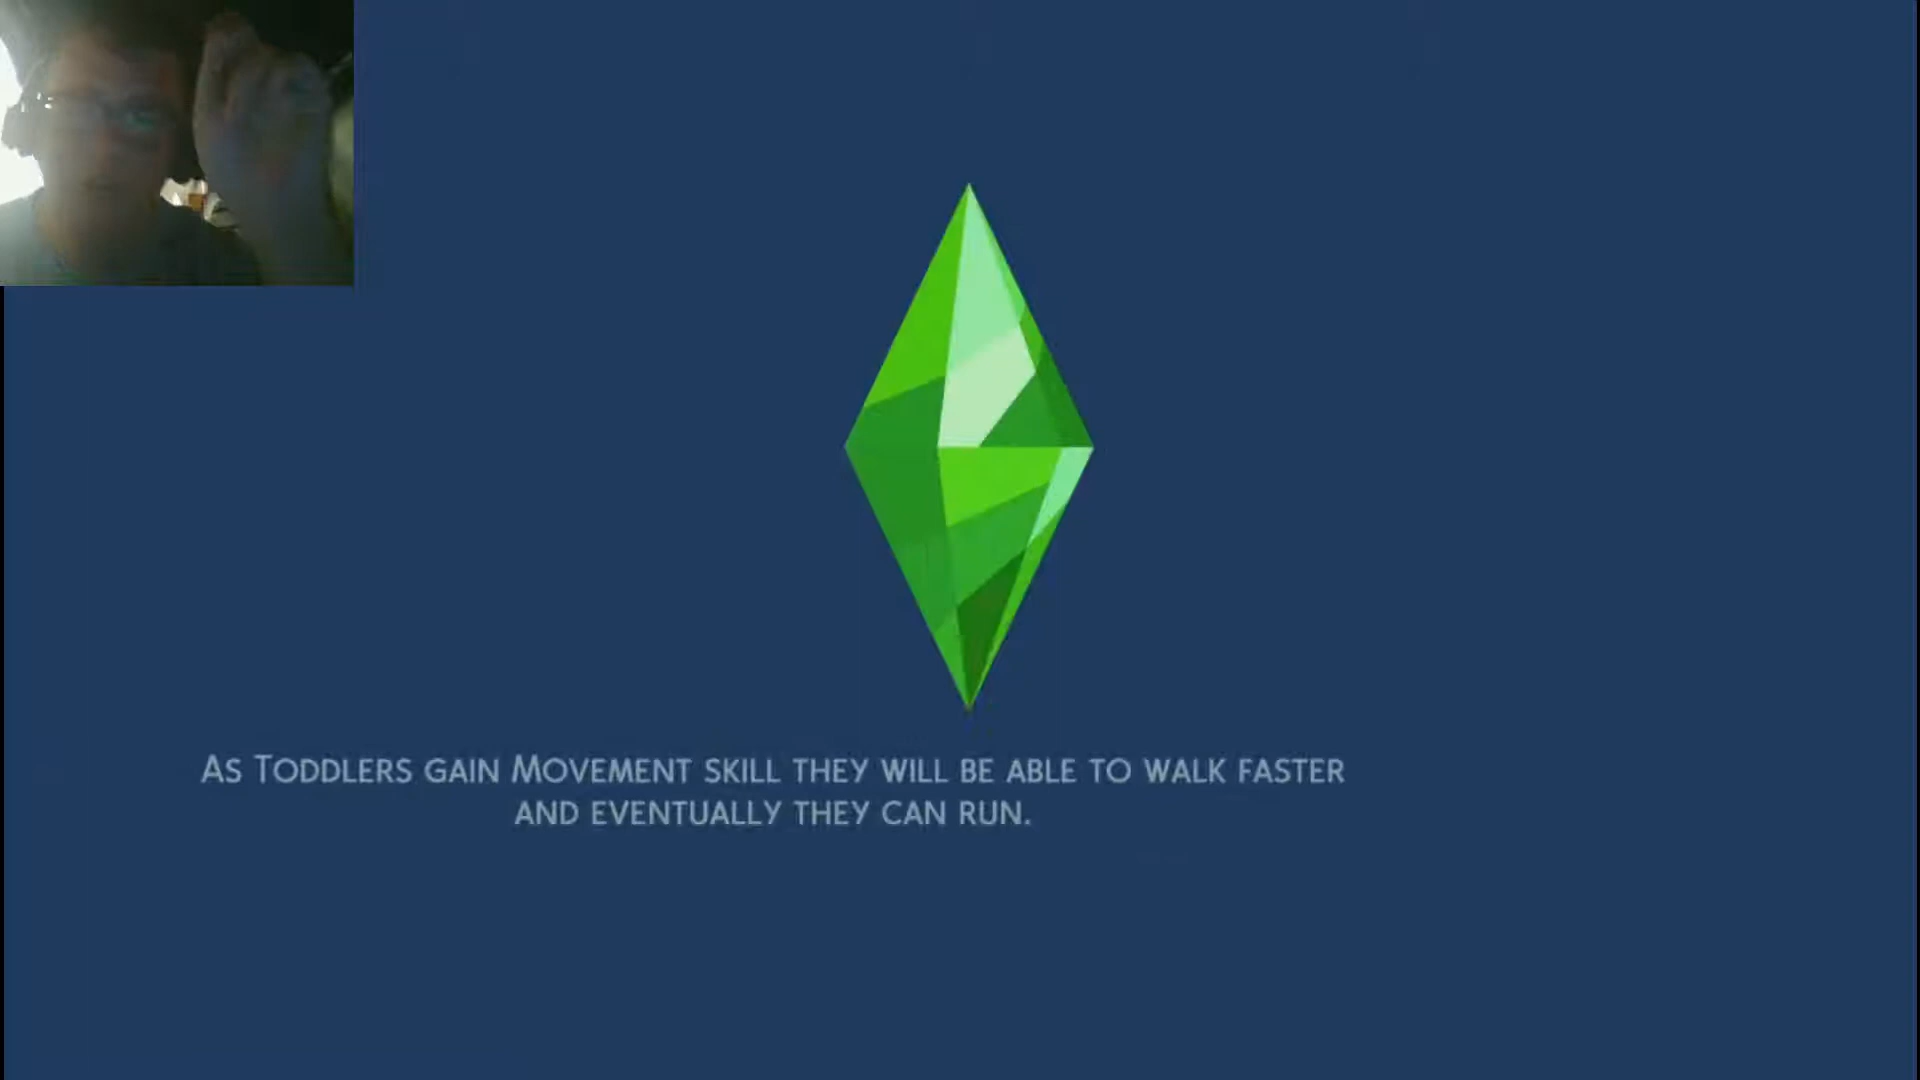 As Toddlers gain Movement skill they will be able to walk faster
and eventually they can run.